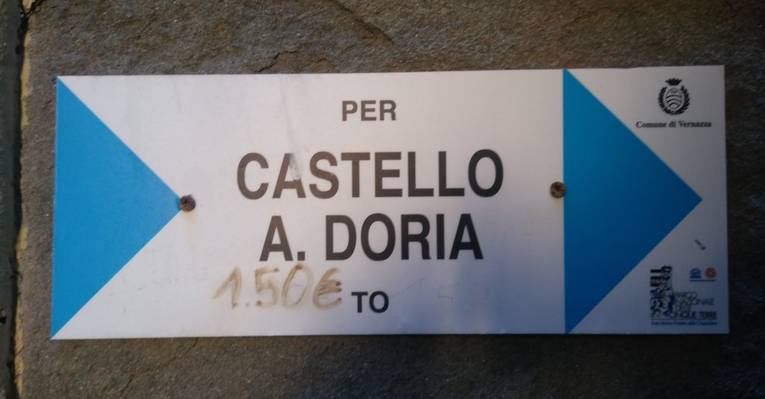 PER
CASTELLO
A. DORIA
1.50€ TO
Comune di Vernazza